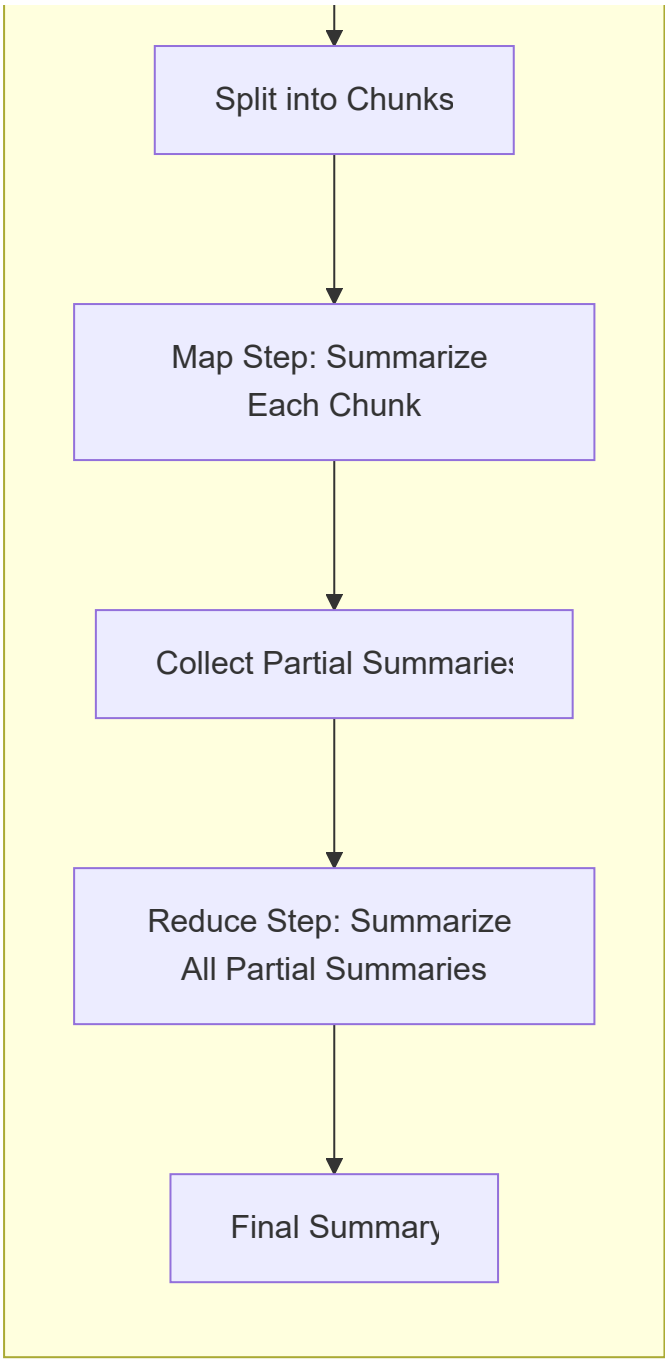 Split into Chunks
Map Step: Summarize
Each Chunk
Collect Partial Summaries
Reduce Step: Summarize
All Partial Summaries
Final Summary